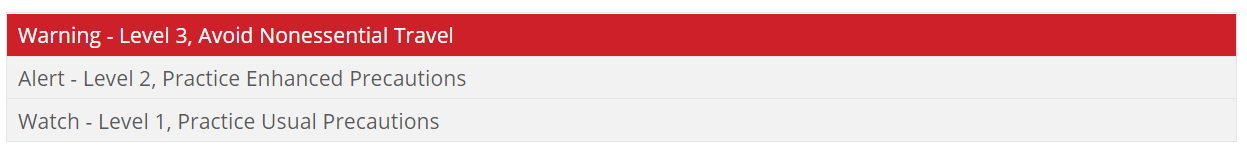 Warning - Level 3, Avoid Nonessential Travel
Alert - Level 2, Practice Enhanced Precautions
Watch - Level 1, Practice Usual Precautions